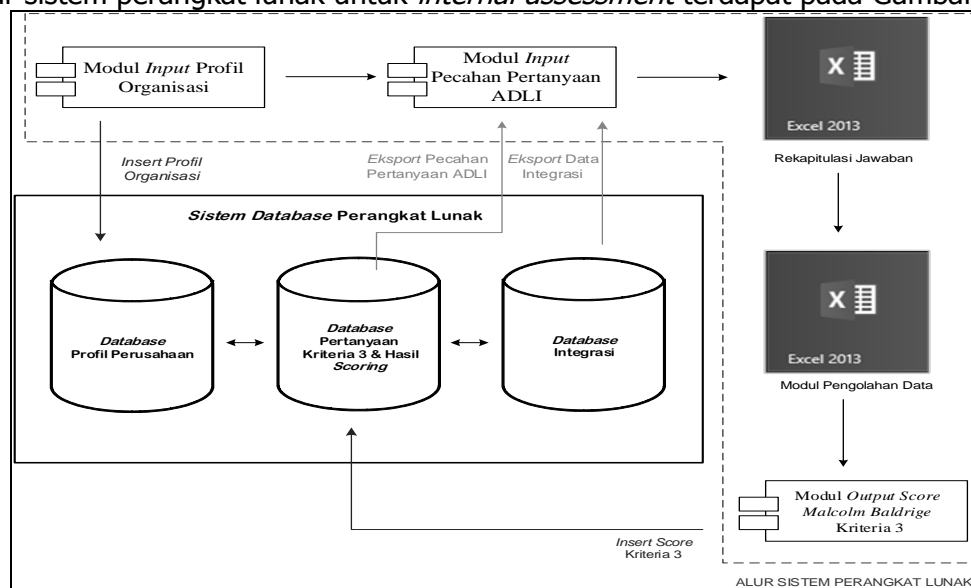 sistem perangkat lunak untuk internal assessment terdapat pada Gambar
Modul Input Profil
Organisasi
Modul Input
Pecahan Pertanyaan
ADLI
Excel 2013
Rekapitulasi Jawaban
Insert Profil
Organisasi
Eksport Pecahan
Pertanyaan ADLI
Eksport Data
Integrasi
Sistem Database Perangkat Lunak
Database
Profil Perusahaan
Database
Pertanyaan
Kriteria 3 & Hasil
Scoring
Database
Integrasi
Excel 2013
Modul Pengolahan Data
Modul Output Score
Malcolm Baldrige
Kriteria 3
Insert Score
Kriteria 3
ALUR SISTEM PERANGKAT LUNAK